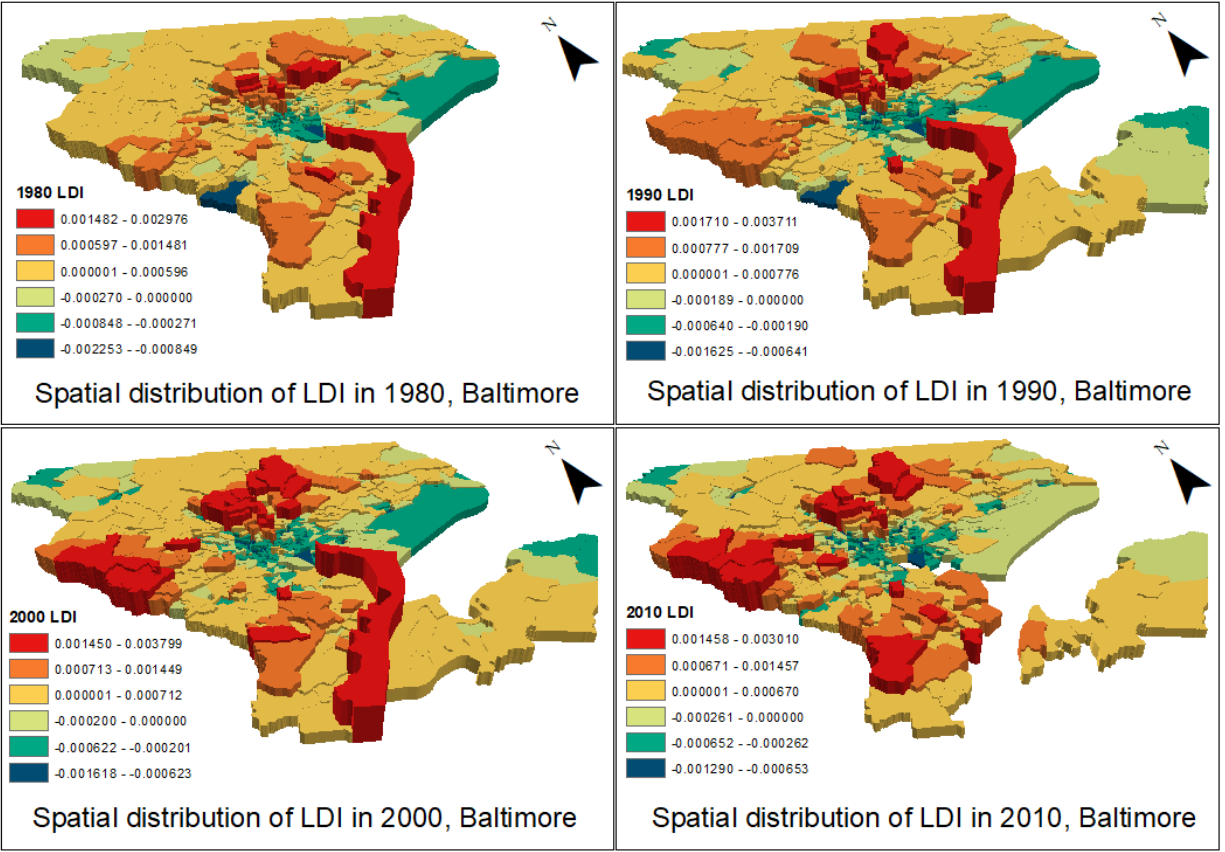 N
1980 LDI
0.001482 - 0.002976
0.000597 - 0.001481
0.000001 - 0.000596
-0.000270 - 0.000000
-0.000848 - -0.000271
-0.002253 - -0.000849
Spatial distribution of LDI in 1980, Baltimore
N
1990 LDI
0.001710 - 0.003711
0.000777 - 0.001709
0.000001 - 0.000776
-0.000189 - 0.000000
-0.000640 - -0.000190
-0.001625 - -0.000641
Spatial distribution of LDI in 1990, Baltimore
N
2000 LDI
0.001450 - 0.003799
0.000713 - 0.001449
0.000001 - 0.000712
-0.000200 - 0.000000
-0.000622 - -0.000201
-0.001618 - -0.000623
Spatial distribution of LDI in 2000, Baltimore
N
2010 LDI
0.001458 - 0.003010
0.000671 - 0.001457
0.000001 - 0.000670
-0.000261 - 0.000000
-0.000652 - -0.000262
-0.001290 - -0.000653
Spatial distribution of LDI in 2010, Baltimore